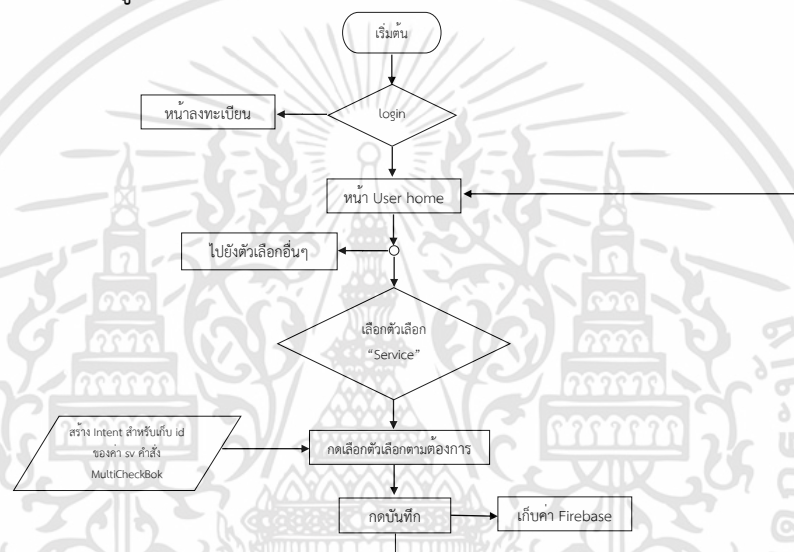 เริ่มต้น
login
หน้าลงทะเบียน
หน้า User home
ไปยังตัวเลือกอื่นๆ
เลือกตัวเลือก
“Service”
สร้าง Intent สำหรับเก็บ id
ของค่า sv คำสั่ง
MultiCheckBok
กดเลือกตัวเลือกตามต้องการ
กดบันทึก
เก็บค่า Firebase